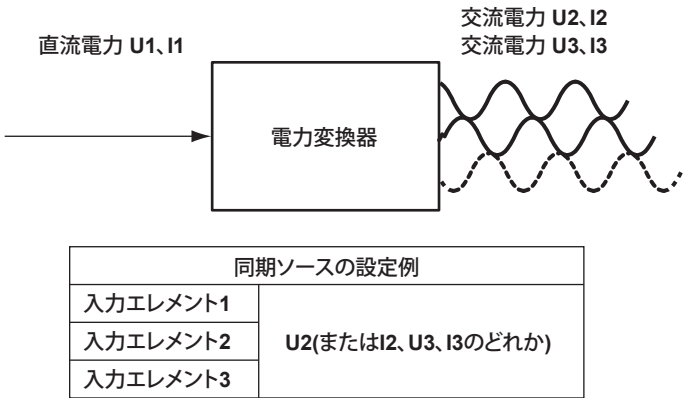 交流電力 U2、I2
直流電力 U1、I1
交流電力 U3、I3
電力変換器
同期ソースの設定例
入力エレメント1
入力エレメント2
U2(またはI2、U3、I3のどれか)
入力エレメント3